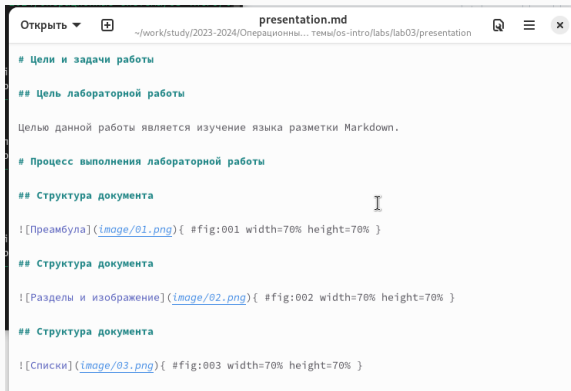 Открыть
presentation.md
~/work/study/2023-2024/Операционны... темы/os-intro/labs/lab03/presentation
# Цели и задачи работы
## Цель лабораторной работы
Целью данной работы является изучение языка разметки Markdown.
# Процесс выполнения лабораторной работы
## Структура документа
![Преамбула](image/01.png){ #fig:001 width=70% height=70% }
## Структура документа
![Разделы и изображение](image/02.png){ #fig:002 width=70% height=70% }
## Структура документа
![Списки](image/03.png){ #fig:003 width=70% height=70% }